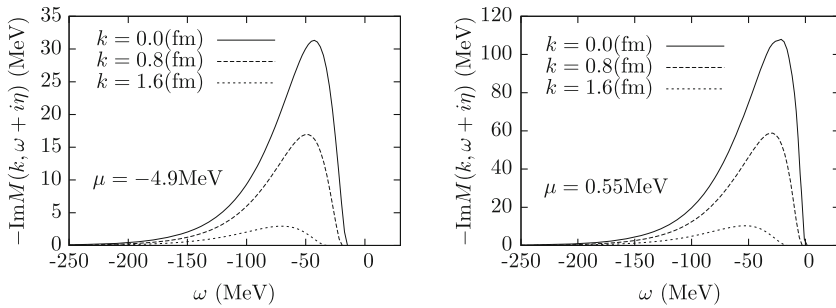 −ImM(k, ω + iη) (MeV)
35
30
25
20
15
10
5
0
k = 0.0(fm)
k = 0.8(fm)
k = 1.6(fm)
μ = −4.9MeV
-250 -200 -150 -100 -50 0
ω (MeV)
−ImM(k, ω + iη) (MeV)
120
100
80
60
40
20
0
k = 0.0(fm)
k = 0.8(fm)
k = 1.6(fm)
μ = 0.55MeV
-250 -200 -150 -100 -50 0
ω (MeV)